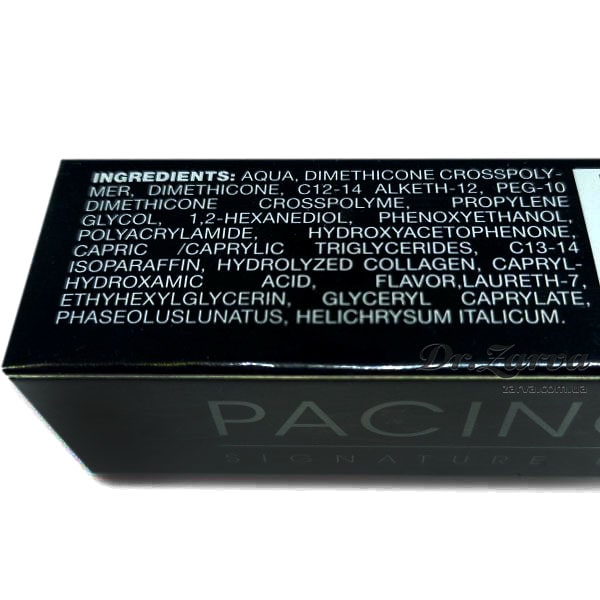 INGREDIENTS: AQUA, DIMETHICONE CROSSPOLY-
MER, DIMETHICONE, C12-14 ALKETH-12, PEG-10
DIMETHICONE CROSSPOLYME, PROPYLENE
GLYCOL, 1,2-HEXANEDIOL, PHENOXYETHANOL,
POLYACRYLAMIDE, HYDROXYACETOPHENONE,
CAPRIC /CAPRYLIC TRIGLYCERIDES, C13-14
ISOPARAFFIN, HYDROLYZED COLLAGEN, CAPRYL-
HYDROXAMIC ACID, FLAVOR,LAURETH-7,
ETHYHEXYLGLYCERIN, GLYCERYL CAPRYLATE,
PHASEOLUSLUNATUS, HELICHRYSUM ITALICUM.
Dr.Zarva
zarva.com.ua
PACIN
SIGNATURE